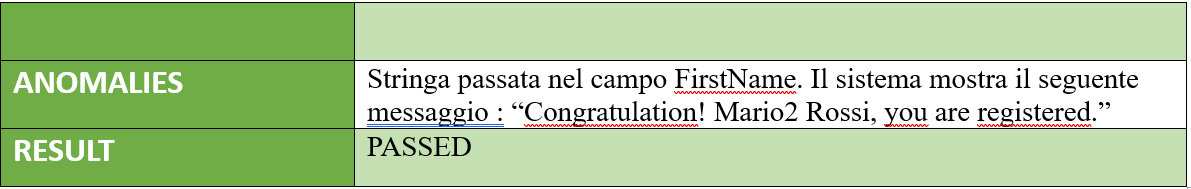 ANOMALIES
Stringa passata nel campo FirstName. Il sistema mostra il seguente
messaggio : “Congratulation! Mario2 Rossi, you are registered.”
RESULT
PASSED